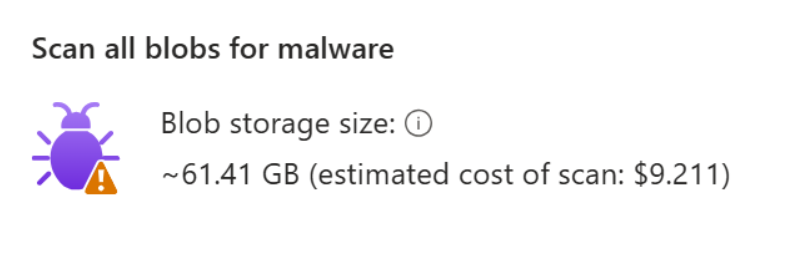 Scan all blobs for malware
Blob storage size:
~61.41 GB (estimated cost of scan: $9.211)